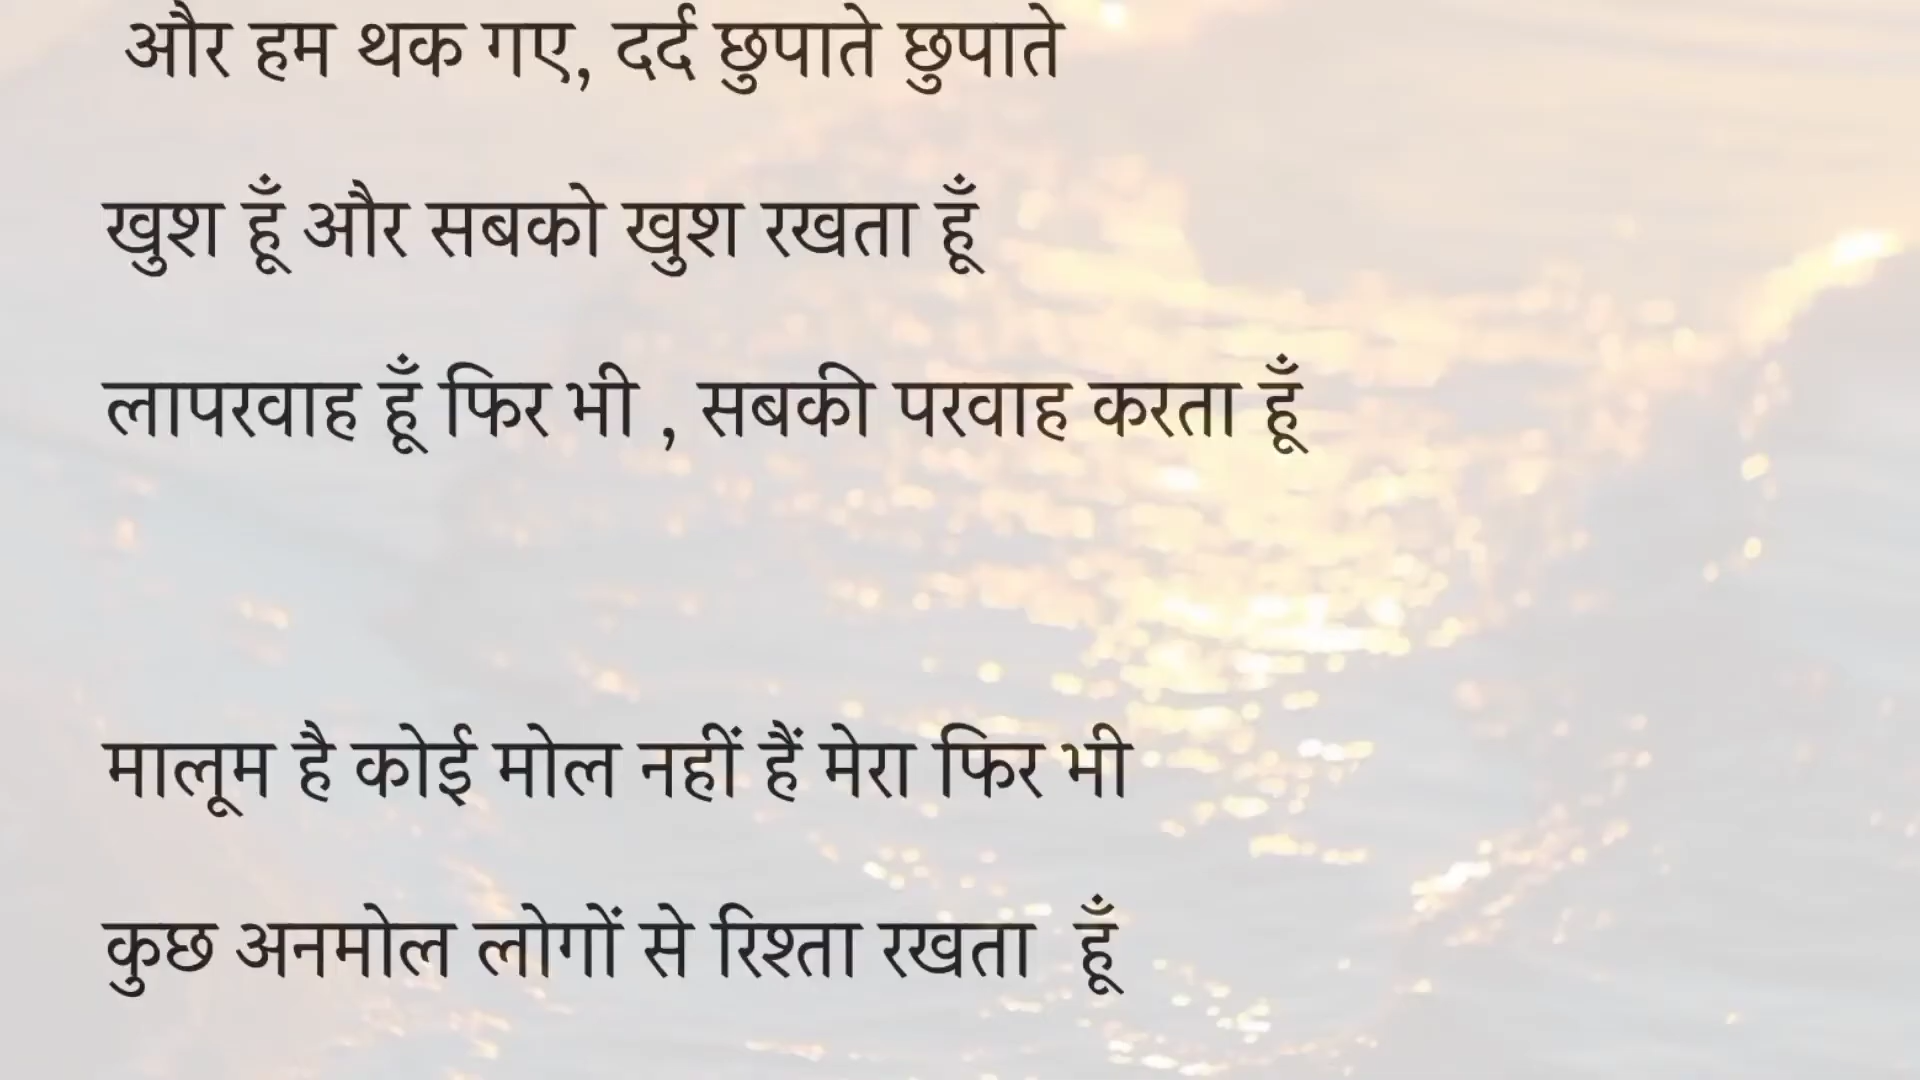 और हम थक गए, दर्द छुपाते छुपाते
खुश हूँ और सबको खुश रखता हूँ
लापरवाह हूँ फिर भी , सबकी परवाह करता हूँ
मालूम है कोई मोल नहीं हैं मेरा फिर भी
कुछ अनमोल लोगों से रिश्ता रखता  हूँ